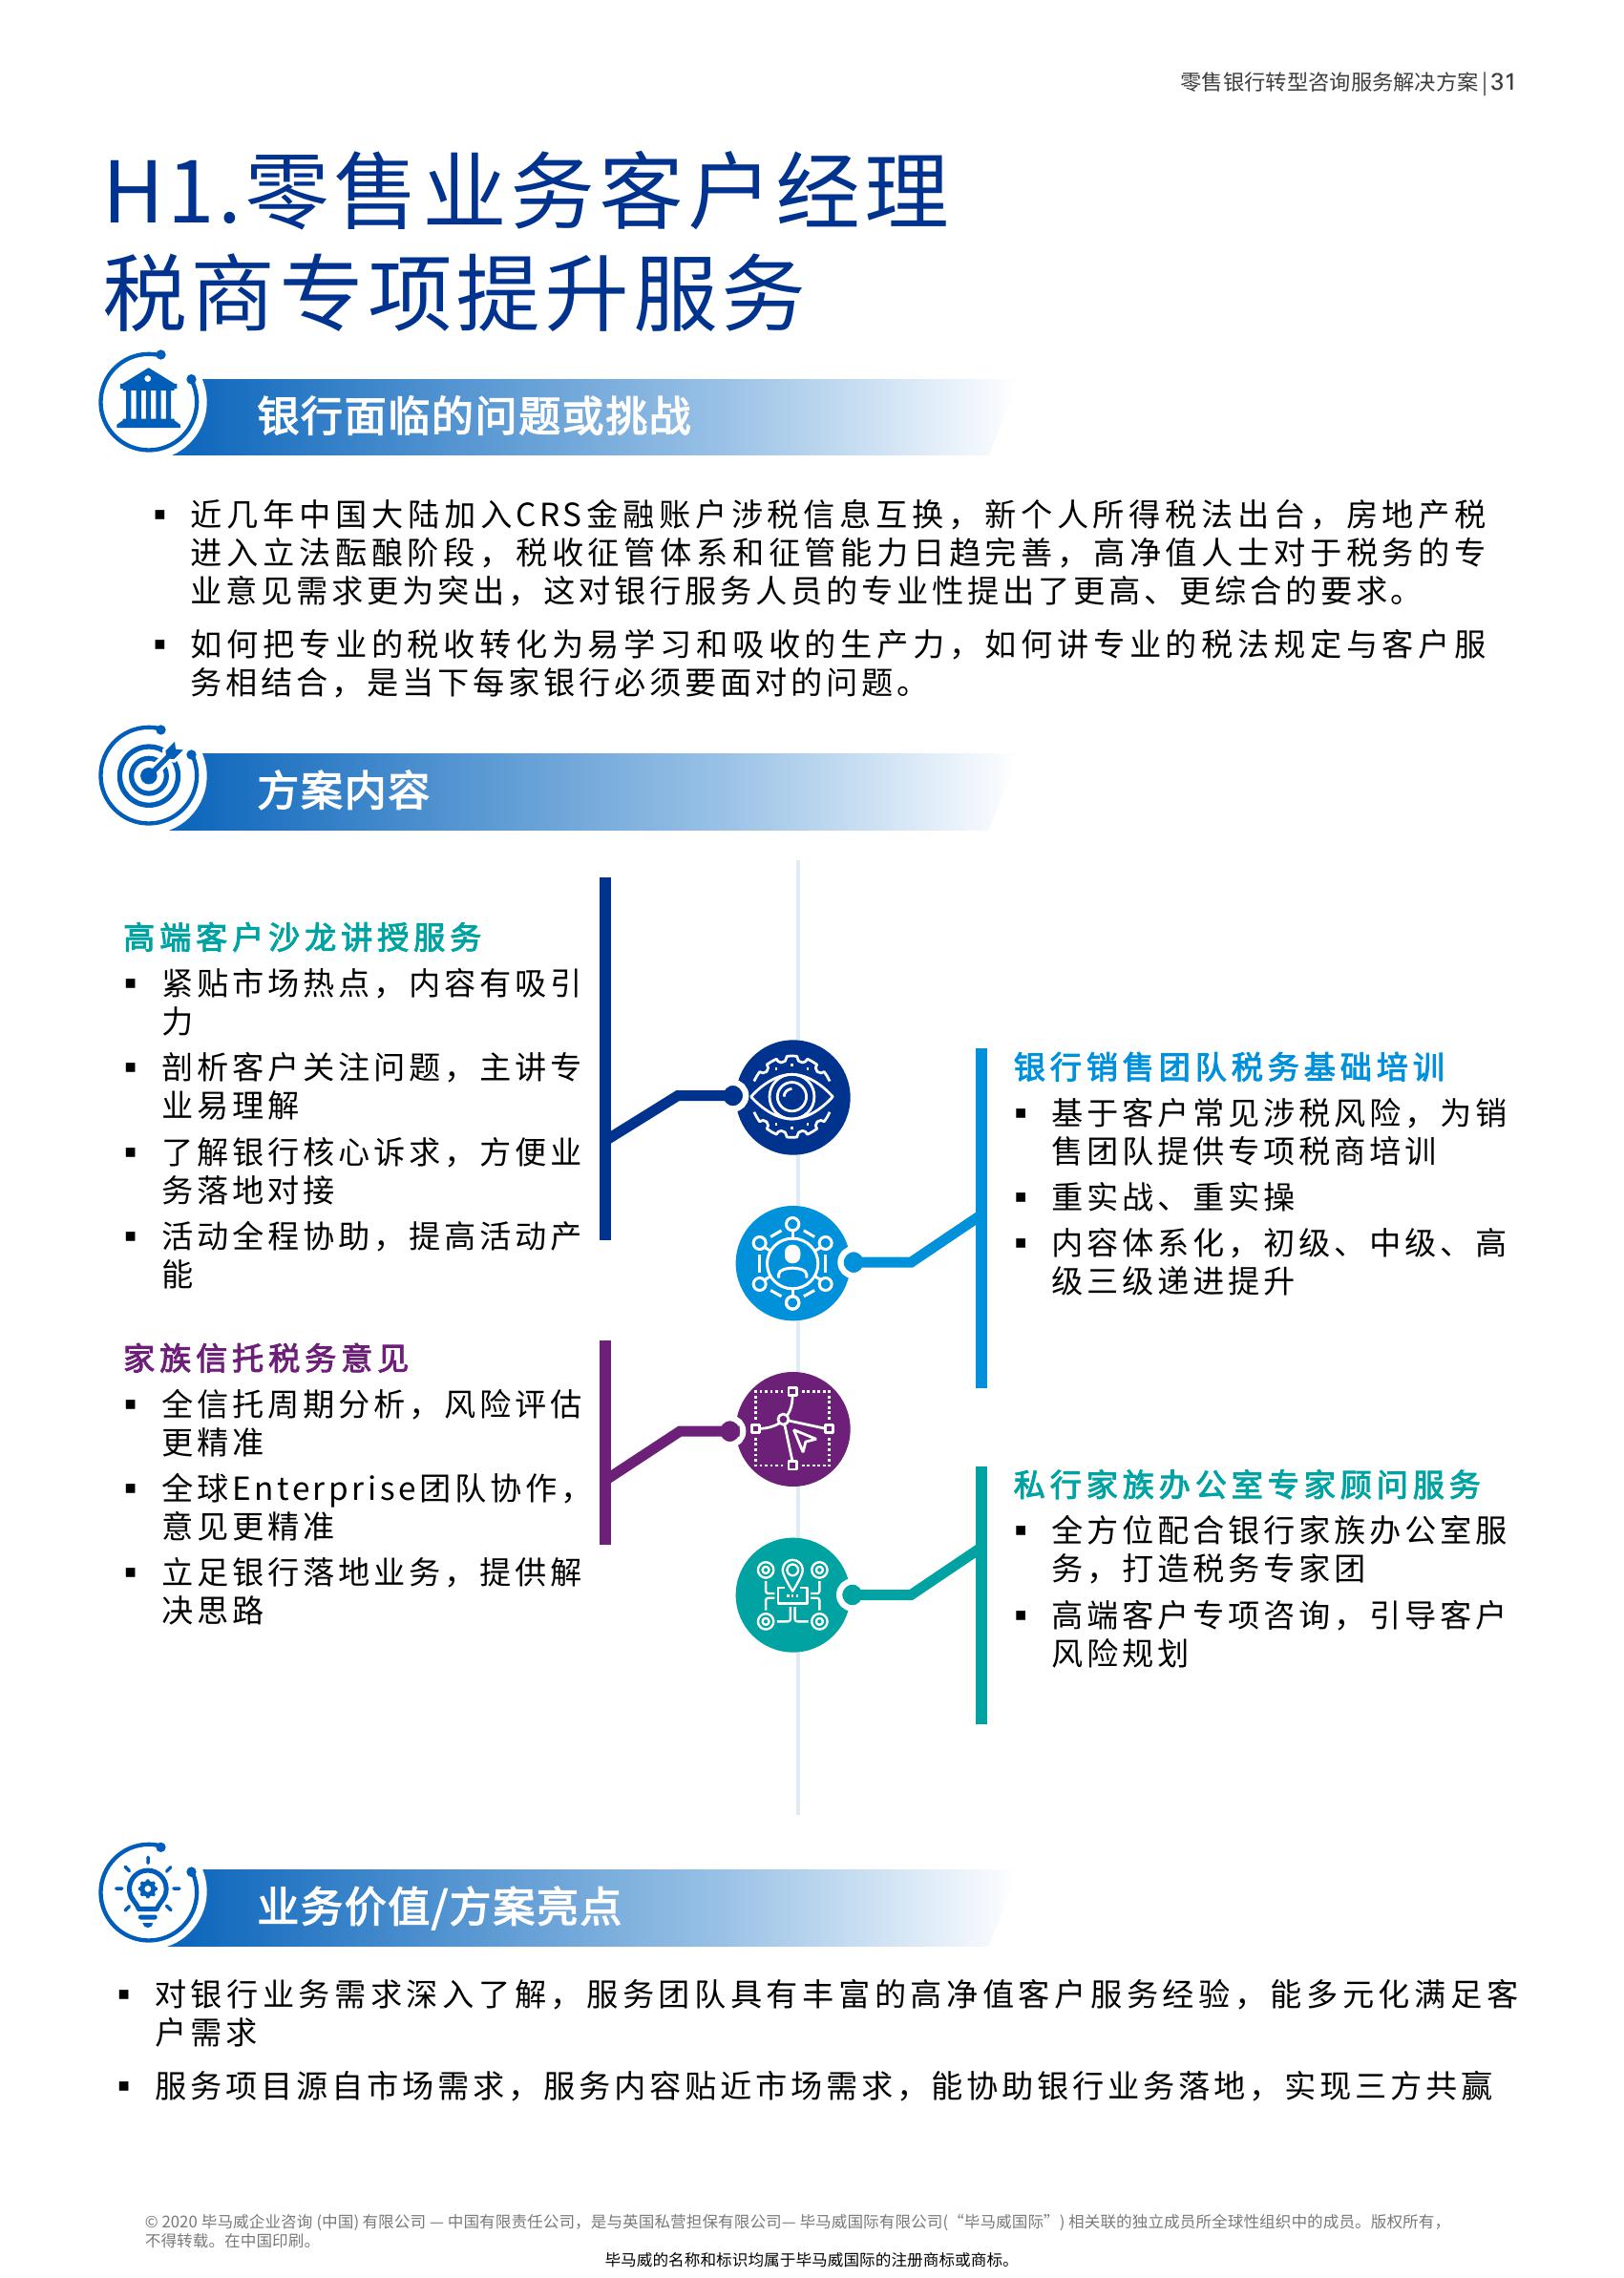 零售银行转型咨询服务解决方案|31
H1.零售业务客户经理
税商专项提升服务
银行面临的问题或挑战
▪ 近几年中国大陆加入CRS金融账户涉税信息互换，新个人所得税法出台，房地产税
进入立法酝酿阶段，税收征管体系和征管能力日趋完善，高净值人士对于税务的专
业意见需求更为突出，这对银行服务人员的专业性提出了更高、更综合的要求。
▪ 如何把专业的税收转化为易学习和吸收的生产力，如何讲专业的税法规定与客户服
务相结合，是当下每家银行必须要面对的问题。
方案内容
高端客户沙龙讲授服务
▪ 紧贴市场热点，内容有吸引
力
▪ 剖析客户关注问题，主讲专
业易理解
▪ 了解银行核心诉求，方便业
务落地对接
▪ 活动全程协助，提高活动产
能
银行销售团队税务基础培训
▪ 基于客户常见涉税风险，为销
售团队提供专项税商培训
▪ 重实战、重实操
▪ 内容体系化，初级、中级、高
级三级递进提升
家族信托税务意见
▪ 全信托周期分析，风险评估
更精准
▪ 全球Enterprise团队协作，
意见更精准
▪ 立足银行落地业务，提供解
决思路
私行家族办公室专家顾问服务
▪ 全方位配合银行家族办公室服
务，打造税务专家团
▪ 高端客户专项咨询，引导客户
风险规划
业务价值/方案亮点
▪ 对银行业务需求深入了解，服务团队具有丰富的高净值客户服务经验，能多元化满足客
户需求
▪ 服务项目源自市场需求，服务内容贴近市场需求，能协助银行业务落地，实现三方共赢
© 2020 毕马威企业咨询 (中国) 有限公司 — 中国有限责任公司，是与英国私营担保有限公司— 毕马威国际有限公司(“毕马威国际”) 相关联的独立成员所全球性组织中的成员。版权所有，
不得转载。在中国印刷。
毕马威的名称和标识均属于毕马威国际的注册商标或商标。